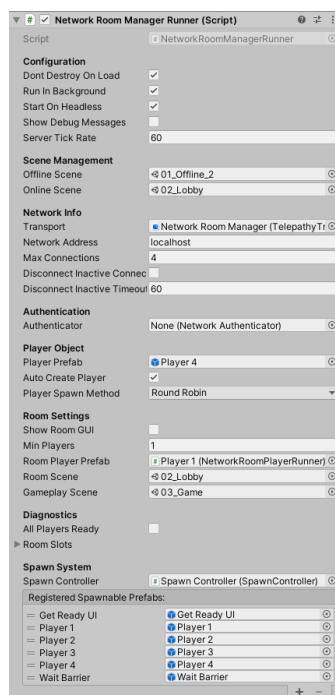 Network Room Manager Runner (Script)
Script NetworkRoomManagerRunner
Configuration
Dont Destroy On Load
Run In Background
Start On Headless
Show Debug Messages
Server Tick Rate 60
Scene Management
Offline Scene 01_Offline_2
Online Scene 02_Lobby
Network Info
Transport Network Room Manager (TelepathyTr
Network Address localhost
Max Connections 4
Disconnect Inactive Connec
Disconnect Inactive Timeout 60
Authentication
Authenticator None (Network Authenticator)
Player Object
Player Prefab Player 4
Auto Create Player
Player Spawn Method Round Robin
Room Settings
Show Room GUI
Min Players 1
Room Player Prefab Player 1 (NetworkRoomPlayerRunner)
Room Scene 02_Lobby
Gameplay Scene 03_Game
Diagnostics
All Players Ready
Room Slots
Spawn System
Spawn Controller Spawn Controller (SpawnController)
Registered Spawnable Prefabs:
Get Ready UI Get Ready UI
Player 1 Player 1
Player 2 Player 2
Player 3 Player 3
Player 4 Player 4
Wait Barrier Wait Barrier